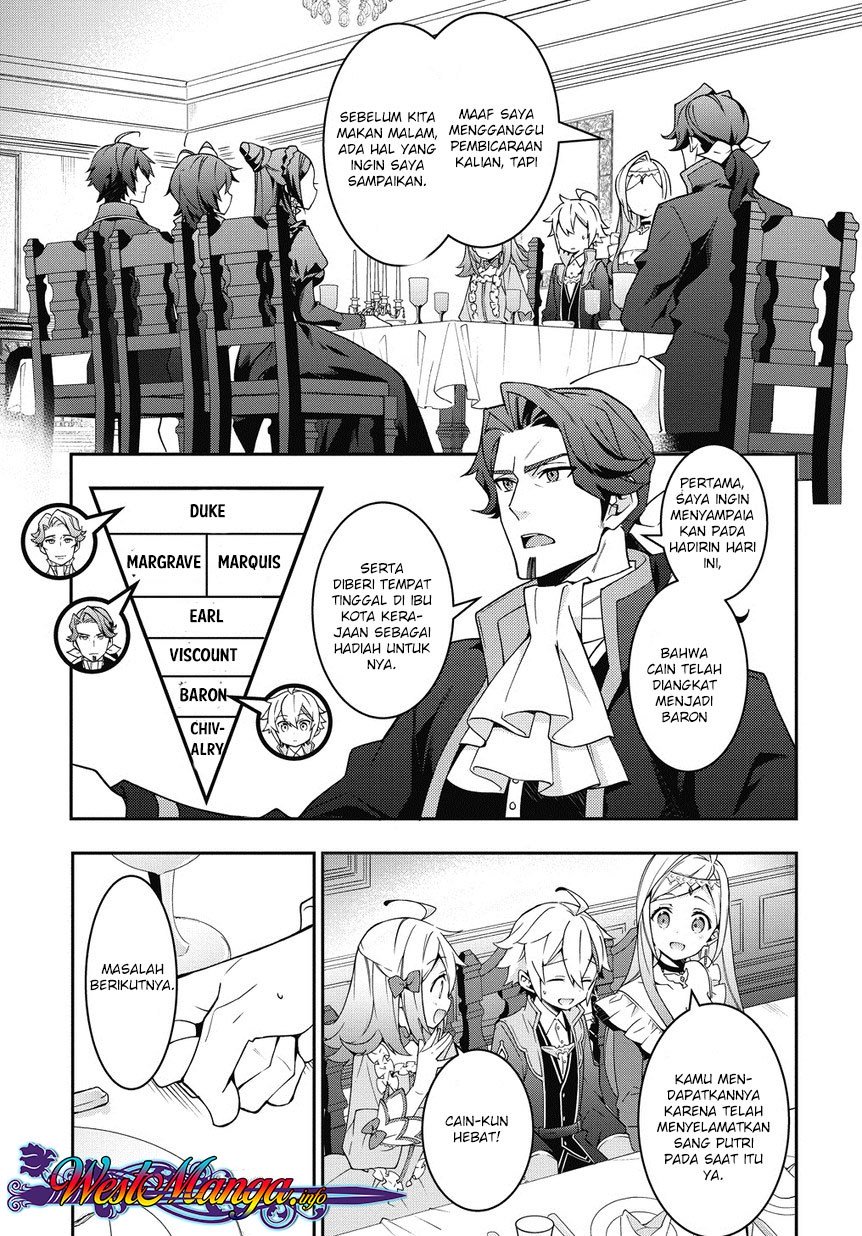 MAAF SAYA
MENGGANGGU
PEMBICARAAN
KALIAN, TAPI
SEBELUM KITA
MAKAN MALAM,
ADA HAL YANG
INGIN SAYA
SAMPAIKAN.
PERTAMA,
SAYA INGIN
MENYAMPAIA
KAN PADA
HADIRIN HARI
INI,
BAHWA
CAIN TELAH
DIANGKAT
MENJADI
BARON
SERTA
DIBERI TEMPAT
TINGGAL DI IBU
KOTA KERA-
JAAN SEBAGAI
HADIAH UNTUK
NYA.
DUKE
MARGRAVE
MARQUIS
EARL
VISCOUNT
BARON
CHIV-
ALRY
KAMU MEN-
DAPATKANNYA
KARENA TELAH
MENYELAMATKAN
SANG PUTRI
PADA SAAT ITU
YA.
CAIN-KUN
HEBAT!
MASALAH
BERIKUTNYA.
WestManga.info